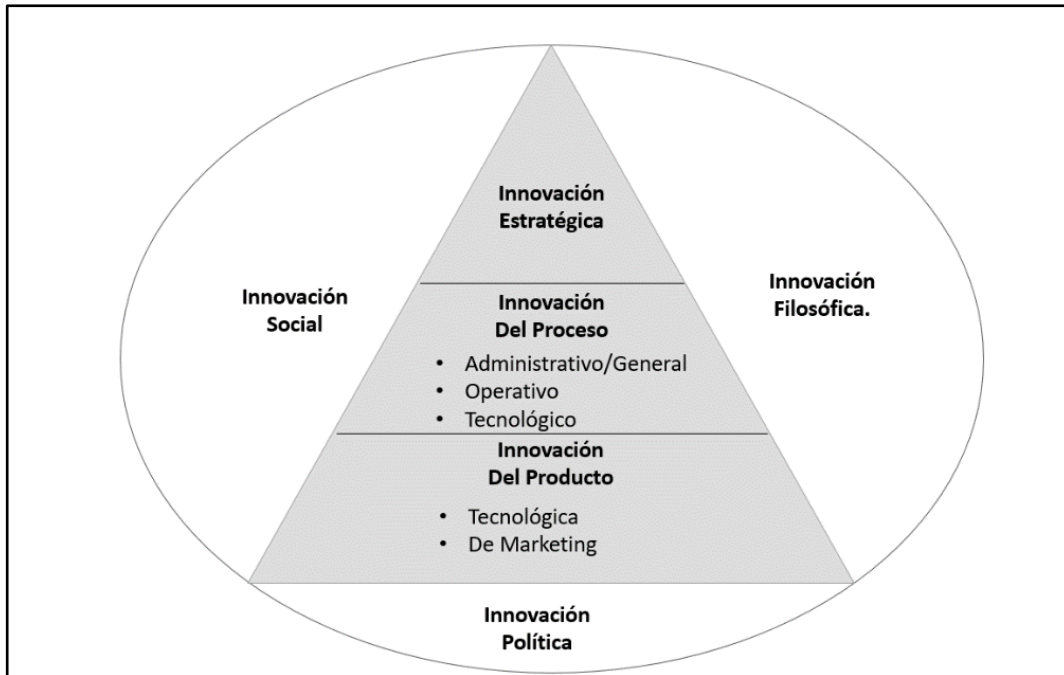 Innovación
Estratégica
Innovación
Social
Innovación
Filosófica.
Innovación
Del Proceso
• Administrativo/General
• Operativo
• Tecnológico
Innovación
Del Producto
• Tecnológica
• De Marketing
Innovación
Política